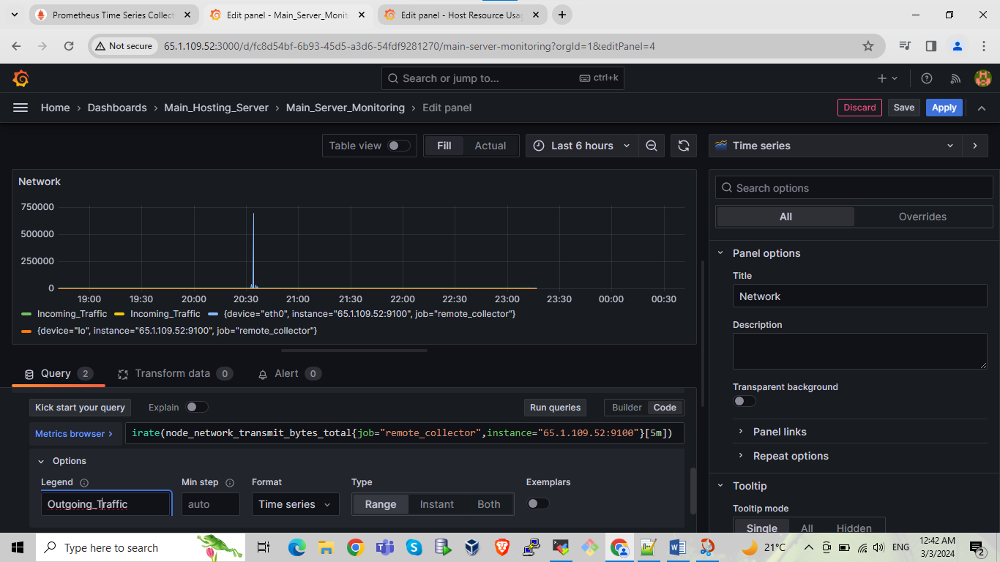 Prometheus Time Series Collect
Edit panel - Main_Server_Monit
Edit panel - Host Resource Usag
Not secure
65.1.109.52:3000/d/fc8d54bf-6b93-45d5-a3d6-54fdf9281270/main-server-monitoring?orgId=1&editPanel=4
Search or jump to... ctrl+k
Home > Dashboards > Main_Hosting_Server > Main_Server_Monitoring > Edit panel
Discard Save Apply
Table view Fill Actual Last 6 hours
Time series
Network
750000
500000
250000
0
19:00 19:30 20:00 20:30 21:00 21:30 22:00 22:30 23:00 23:30 00:00 00:30
Incoming_Traffic Incoming_Traffic {device="eth0", instance="65.1.109.52:9100", job="remote_collector"}
{device="lo", instance="65.1.109.52:9100", job="remote_collector"}
Search options
All Overrides
Panel options
Title
Network
Description
Transparent background
Panel links
Repeat options
Tooltip
Tooltip mode
Single All Hidden
Query 2 Transform data 0 Alert 0
Kick start your query Explain Run queries Builder Code
Metrics browser > irate(node_network_transmit_bytes_total{job="remote_collector",instance="65.1.109.52:9100"}[5m])
Options
Legend Min step Format Type Exemplars
Outgoing_Traffic auto Time series Range Instant Both
Type here to search
21°C
ENG
12:42 AM
3/3/2024
2